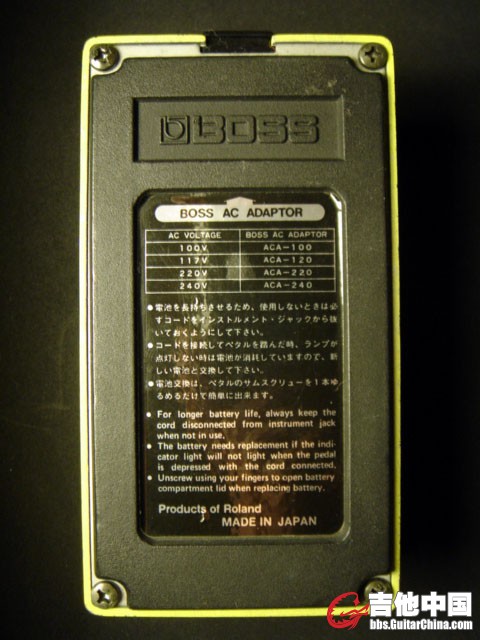 BOSS
BOSS AC ADAPTOR
AC VOLTAGE BOSS AC ADAPTOR
100V ACA-100
117V ACA-120
220V ACA-220
240V ACA-240
●電池を長持ちさせるため、使用しないときは必
ずコードをインストルメント・ジャックから抜
いておくようにして下さい。
●コードを接続してペタルを踏んだ時、ランプが
点灯しない時は電池が消耗していますので、新
しい電池と交換して下さい。
●電池交換は、ペタルのサムスクリューを1本ゆ
るめるだけで簡単に出来ます。
● For longer battery life, always keep the
cord disconnected from instrument jack
when not in use.
● The battery needs replacement if the indi-
cator light will not light when the pedal
is depressed with the cord connected.
● Unscrew using your fingers to open battery
compartment lid when replacing battery.
Products of Roland
MADE IN JAPAN
吉他中国
bbs.GuitarChina.com